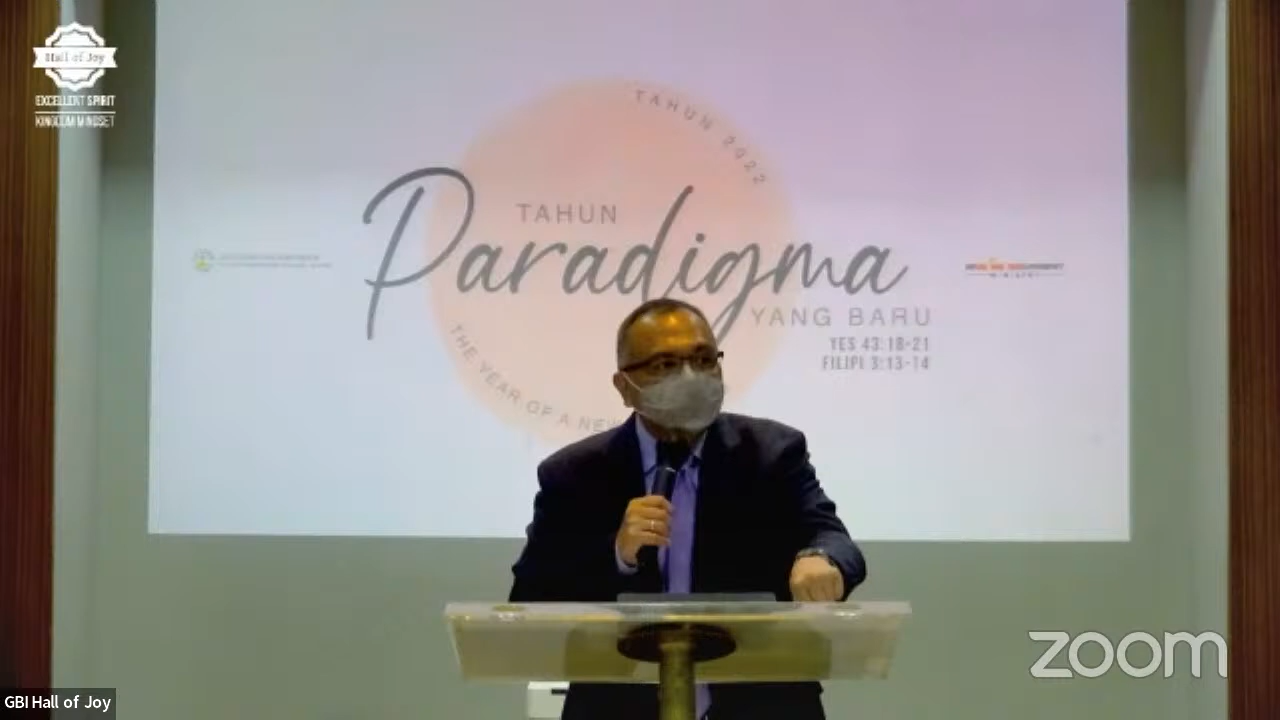 Hall of Joy
EXCELLENT SPIRIT
KINGDOM MINDSET
TAHUN 2022
TAHUN
Paradigma
YANG BARU
YES 43:18-21
FILIPI 3:13-14
THE YEAR OF A NEW
zoom
GBI Hall of Joy